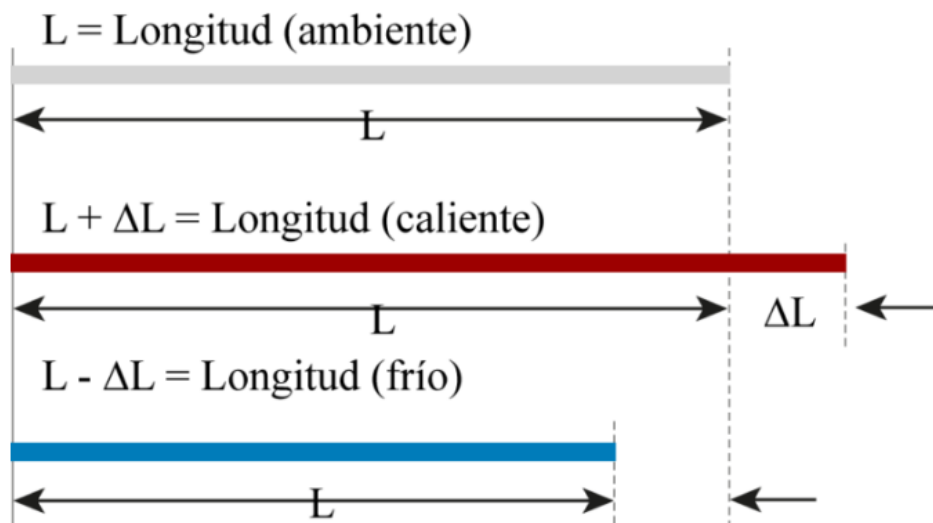 L = Longitud (ambiente)
L
L + ΔL = Longitud (caliente)
L
ΔL
L - ΔL = Longitud (frío)
L